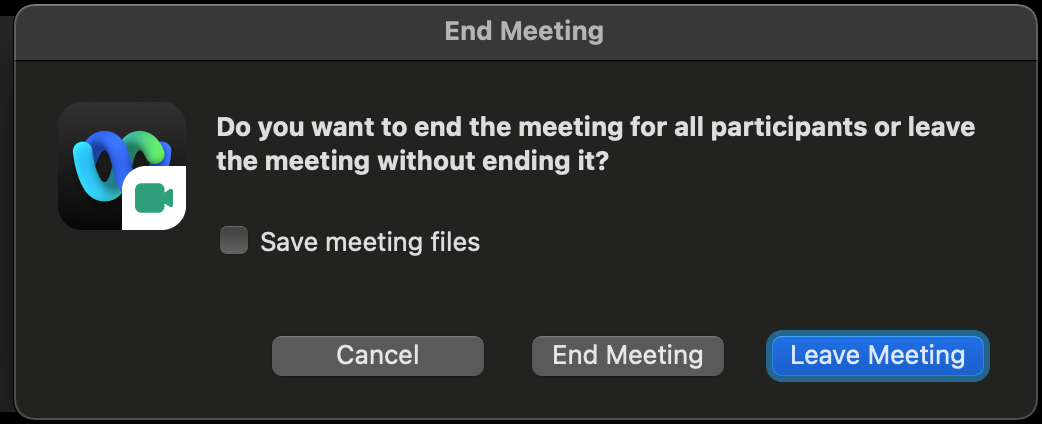 End Meeting
Do you want to end the meeting for all participants or leave
the meeting without ending it?
Save meeting files
Cancel
End Meeting
Leave Meeting